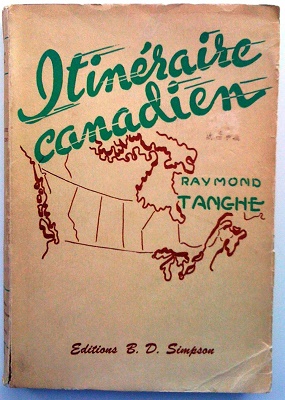 Itinéraire
canadien
RAYMOND
TANGHE
Editions B. D. Simpson